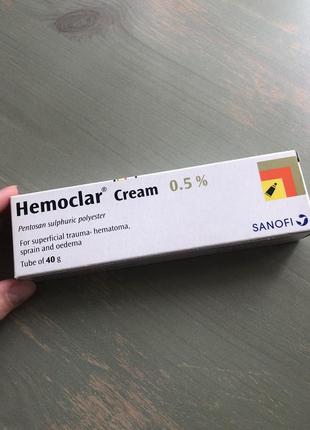 Hemoclar® Cream 0.5 %
Pentosan sulphuric polyester
For superficial trauma- hematoma,
sprain and oedema
Tube of 40 g
SANOFI